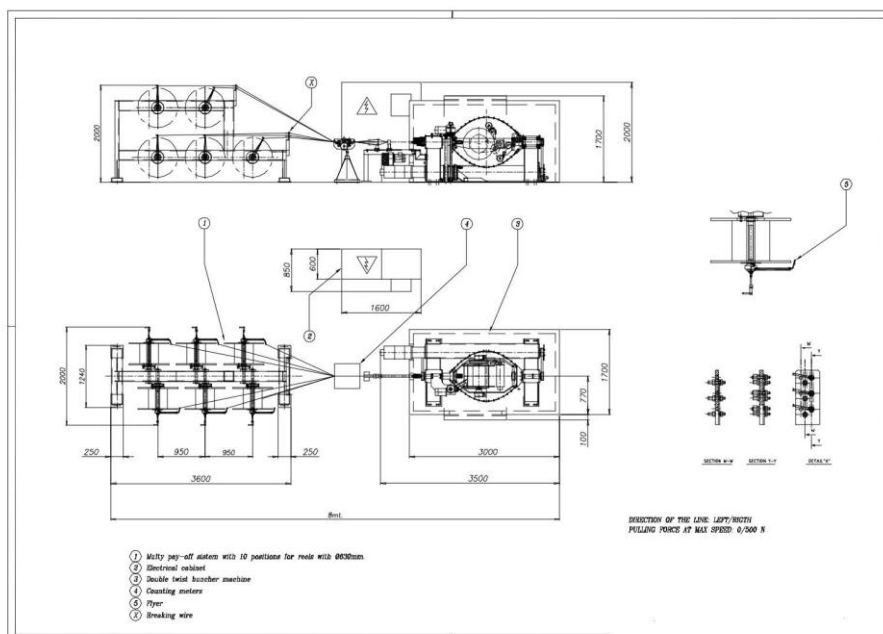 X
2000
1700
2000
1
4
3
5
850
600
1600
2
2000
1240
250
950
950
250
3600
1700
770
100
3000
3500
8mt.
SECTION W-W
SECTION Y-Y
DETAIL"X"
DIRECTION OF THE LINE: LEFT/RIGTH
PULLING FORCE AT MAX SPEED: 0/500 N
1 Multy pay-off sistem with 10 positions for reels with Ø630mm.
2 Electrical cabinet
3 Double twist buncher machine
4 Counting meters
5 Flyer
X Breaking wire